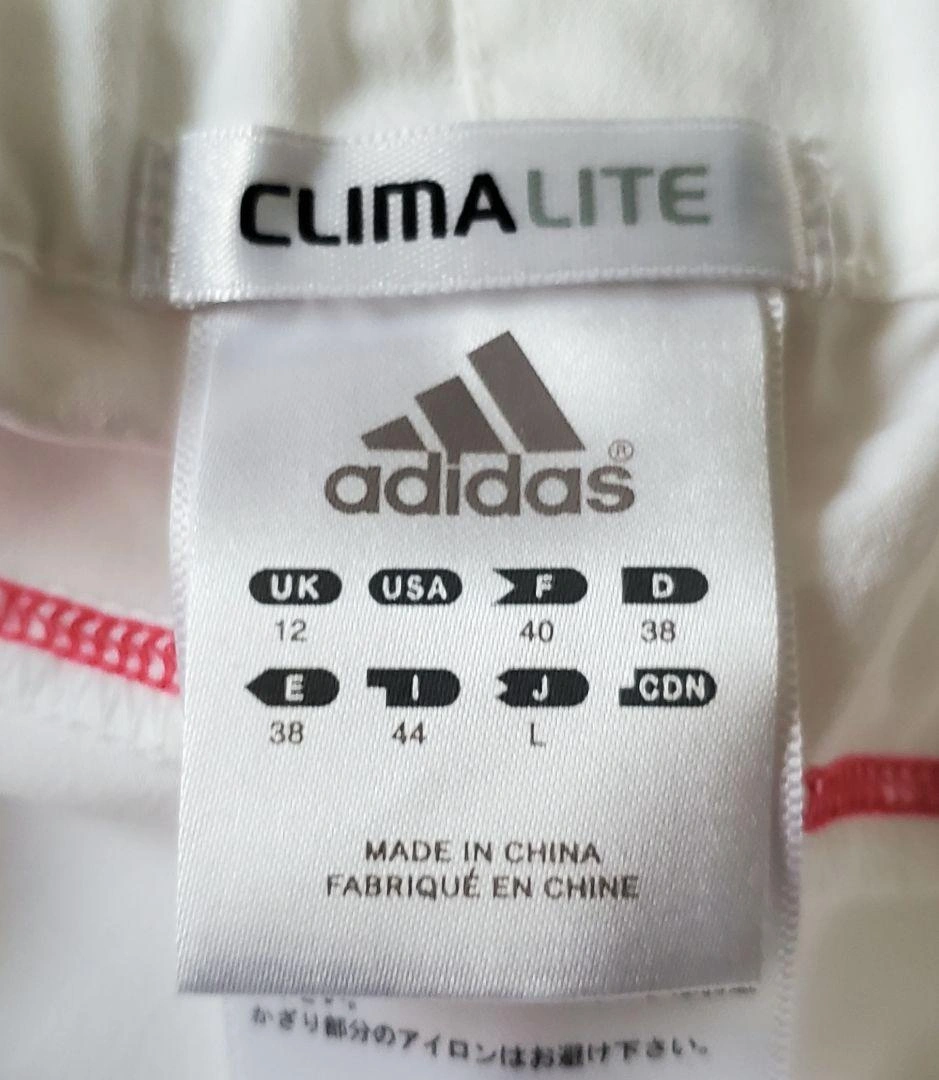 CLIMALITE
adidas®
UK USA F D
12 40 38
E I J CDN
38 44 L
MADE IN CHINA
FABRIQUÉ EN CHINE
かざり部分のアイロンはお避け下さい。